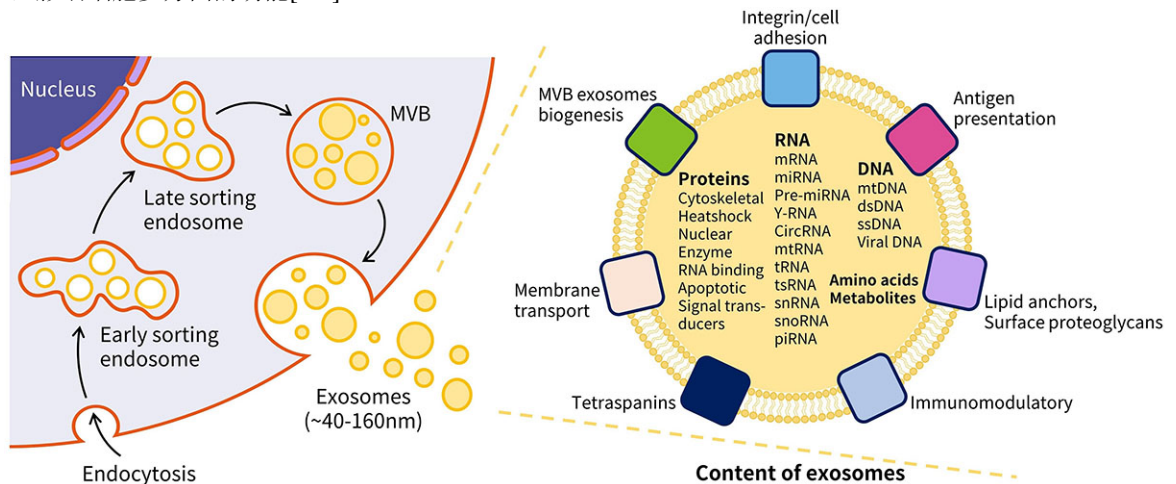 Nucleus
MVB
Late sorting
endosome
Early sorting
endosome
Exosomes
(~40-160nm)
Endocytosis
Integrin/cell
adhesion
MVB exosomes
biogenesis
Antigen
presentation
Proteins
Cytoskeletal
Heatshock
Nuclear
Enzyme
RNA binding
Apoptotic
Signal trans-
ducers
RNA
mRNA
miRNA
Pre-miRNA
Y-RNA
CircRNA
mtRNA
tRNA
tsRNA
snRNA
snoRNA
piRNA
DNA
mtDNA
dsDNA
ssDNA
Viral DNA
Amino acids
Metabolites
Membrane
transport
Lipid anchors,
Surface proteoglycans
Tetraspanins
Immunomodulatory
Content of exosomes